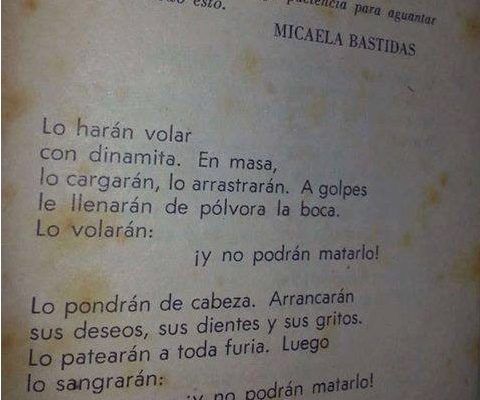 paciencia para aguantar
esto.
MICAELA BASTIDAS
Lo harán volar
con dinamita. En masa,
lo cargarán, lo arrastrarán. A golpes
le llenarán de pólvora la boca.
Lo volarán:
¡y no podrán matarlo!
Lo pondrán de cabeza. Arrancarán
sus deseos, sus dientes y sus gritos.
Lo patearán a toda furia. Luego
lo sangrarán:
¡y no podrán matarlo!